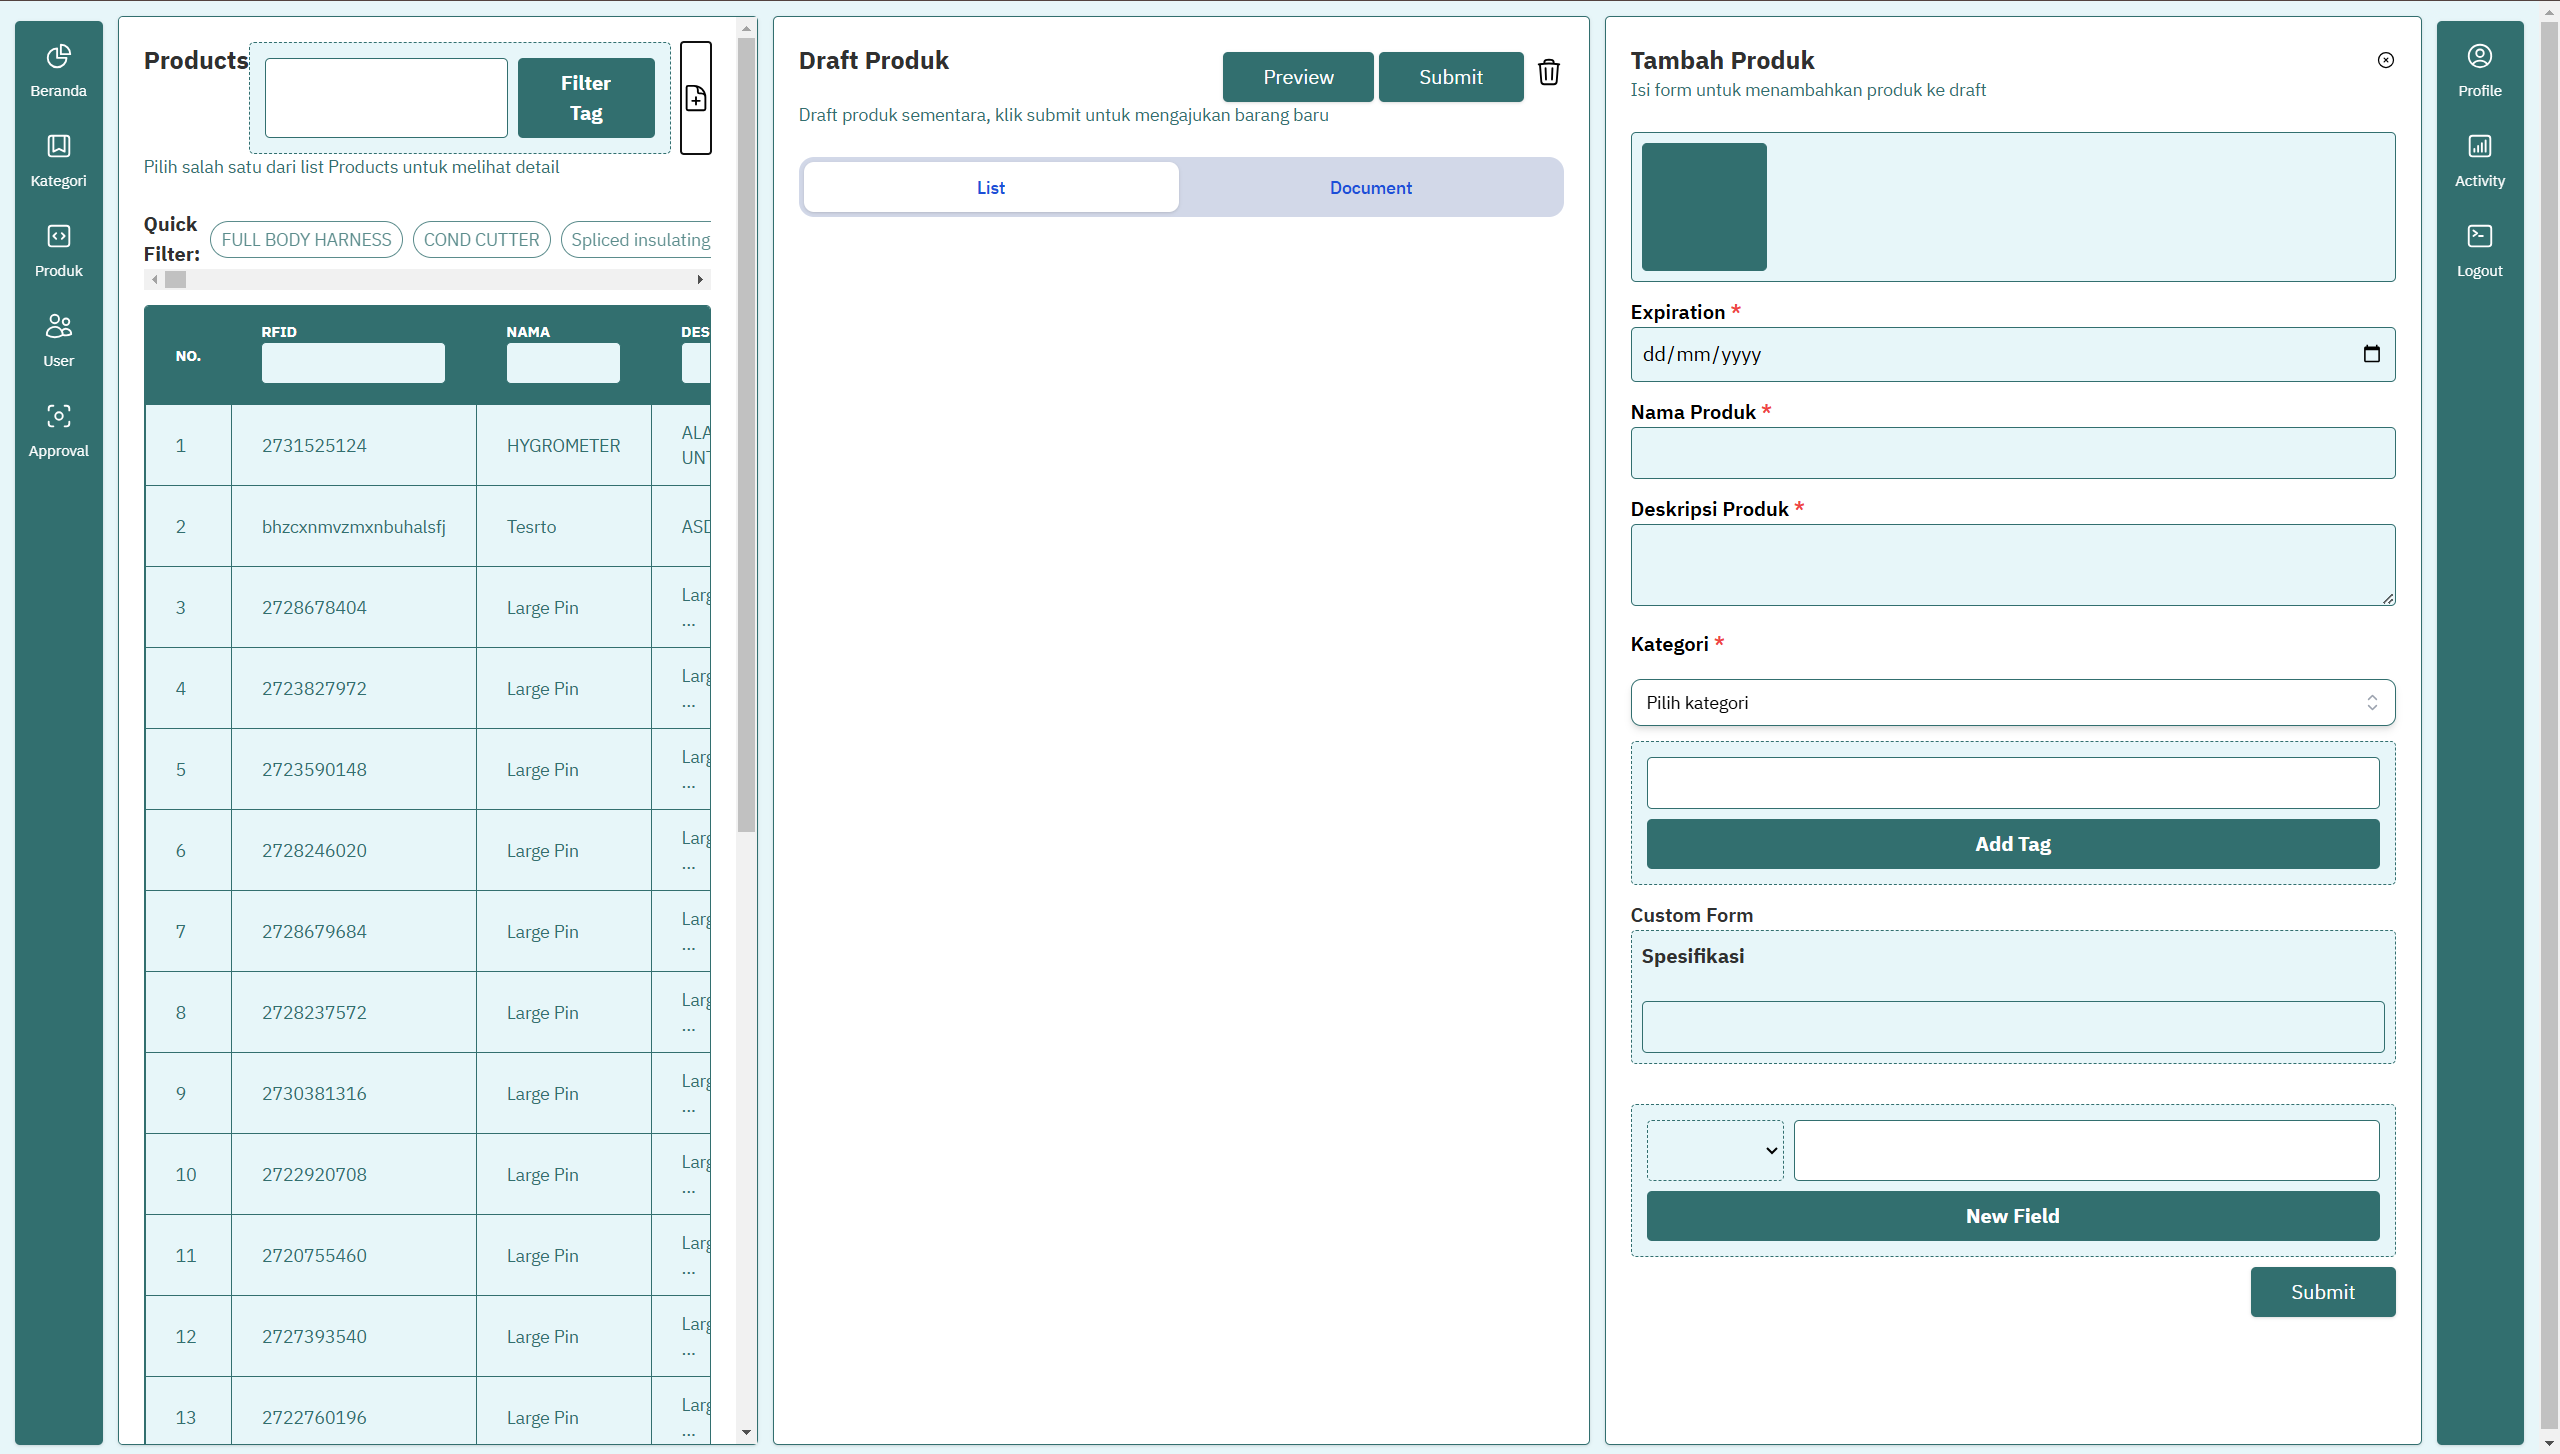 Beranda
Kategori
Produk
User
Approval
Products
Filter
Tag
Pilih salah satu dari list Products untuk melihat detail
Quick
Filter:
FULL BODY HARNESS
COND CUTTER
Spliced insulating
NO.
RFID
NAMA
DES
1 2731525124 HYGROMETER ALA
UNT
2 bhzcxnmvzmxnbuhalsfj Tesrto ASD
3 2728678404 Large Pin Larg
...
4 2723827972 Large Pin Larg
...
5 2723590148 Large Pin Larg
...
6 2728246020 Large Pin Larg
...
7 2728679684 Large Pin Larg
...
8 2728237572 Large Pin Larg
...
9 2730381316 Large Pin Larg
...
10 2722920708 Large Pin Larg
...
11 2720755460 Large Pin Larg
...
12 2727393540 Large Pin Larg
...
13 2722760196 Large Pin Larg
...
Draft Produk
Preview
Submit
Draft produk sementara, klik submit untuk mengajukan barang baru
List
Document
Tambah Produk
Isi form untuk menambahkan produk ke draft
Expiration *
dd/mm/yyyy
Nama Produk *
Deskripsi Produk *
Kategori *
Pilih kategori
Add Tag
Custom Form
Spesifikasi
New Field
Submit
Profile
Activity
Logout